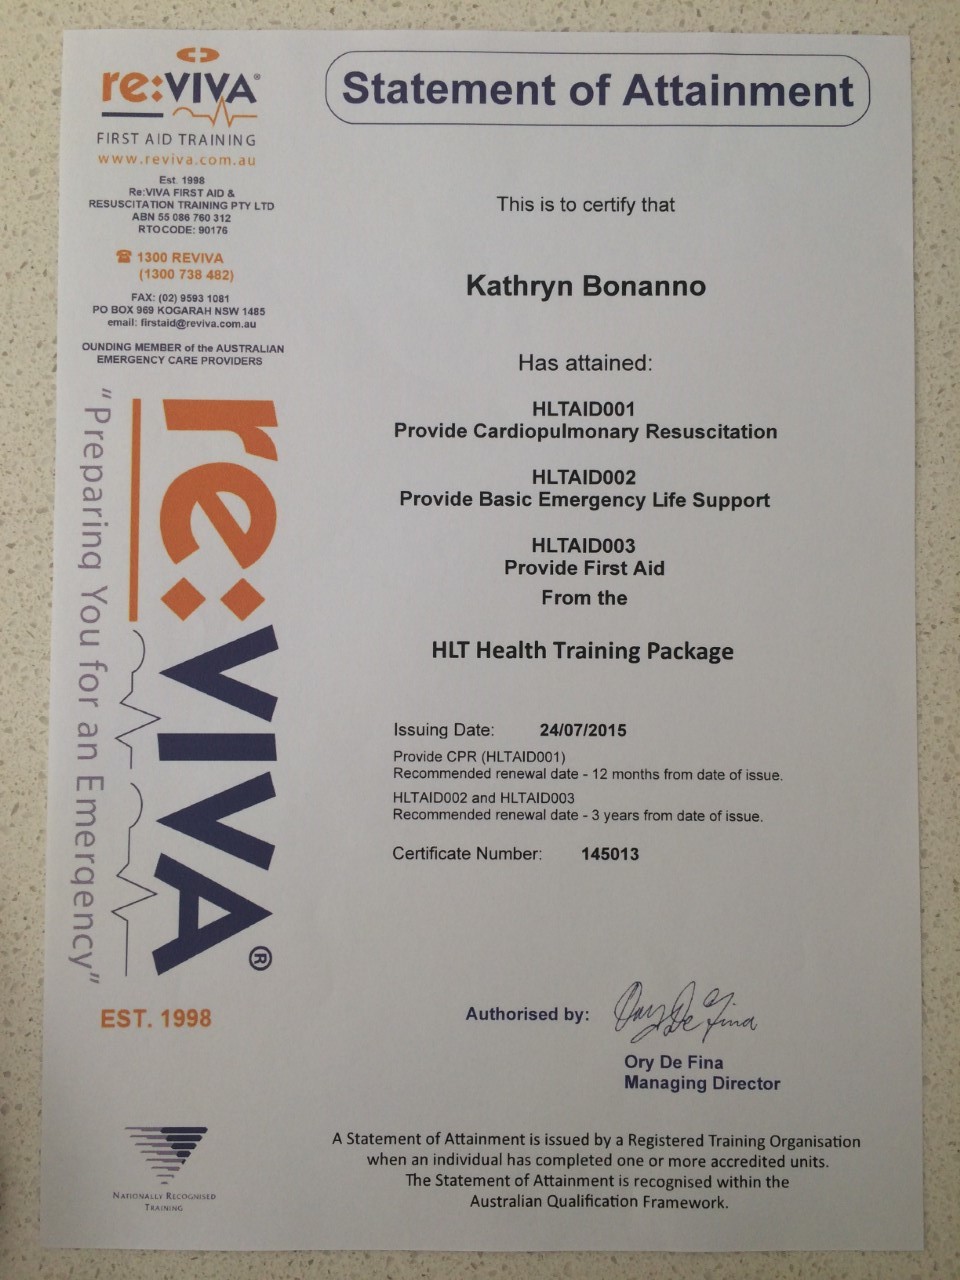 re:VIVA®
FIRST AID TRAINING
www.reviva.com.au
Est. 1998
Re:VIVA FIRST AID &
RESUSCITATION TRAINING PTY LTD
ABN 55 086 760 312
RTOCODE: 90176
☎ 1300 REVIVA
(1300 738 482)
FAX: (02) 9593 1081
PO BOX 969 KOGARAH NSW 1485
email: firstaid@reviva.com.au
OUNDING MEMBER of the AUSTRALIAN
EMERGENCY CARE PROVIDERS
"Preparing You for an Emergency"
re:VIVA®
EST. 1998
NATIONALLY RECOGNISED
TRAINING
Statement of Attainment
This is to certify that
Kathryn Bonanno
Has attained:
HLTAID001
Provide Cardiopulmonary Resuscitation
HLTAID002
Provide Basic Emergency Life Support
HLTAID003
Provide First Aid
From the
HLT Health Training Package
Issuing Date: 24/07/2015
Provide CPR (HLTAID001)
Recommended renewal date - 12 months from date of issue.
HLTAID002 and HLTAID003
Recommended renewal date - 3 years from date of issue.
Certificate Number: 145013
Authorised by: Ory De Fina
Ory De Fina
Managing Director
A Statement of Attainment is issued by a Registered Training Organisation
when an individual has completed one or more accredited units.
The Statement of Attainment is recognised within the
Australian Qualification Framework.